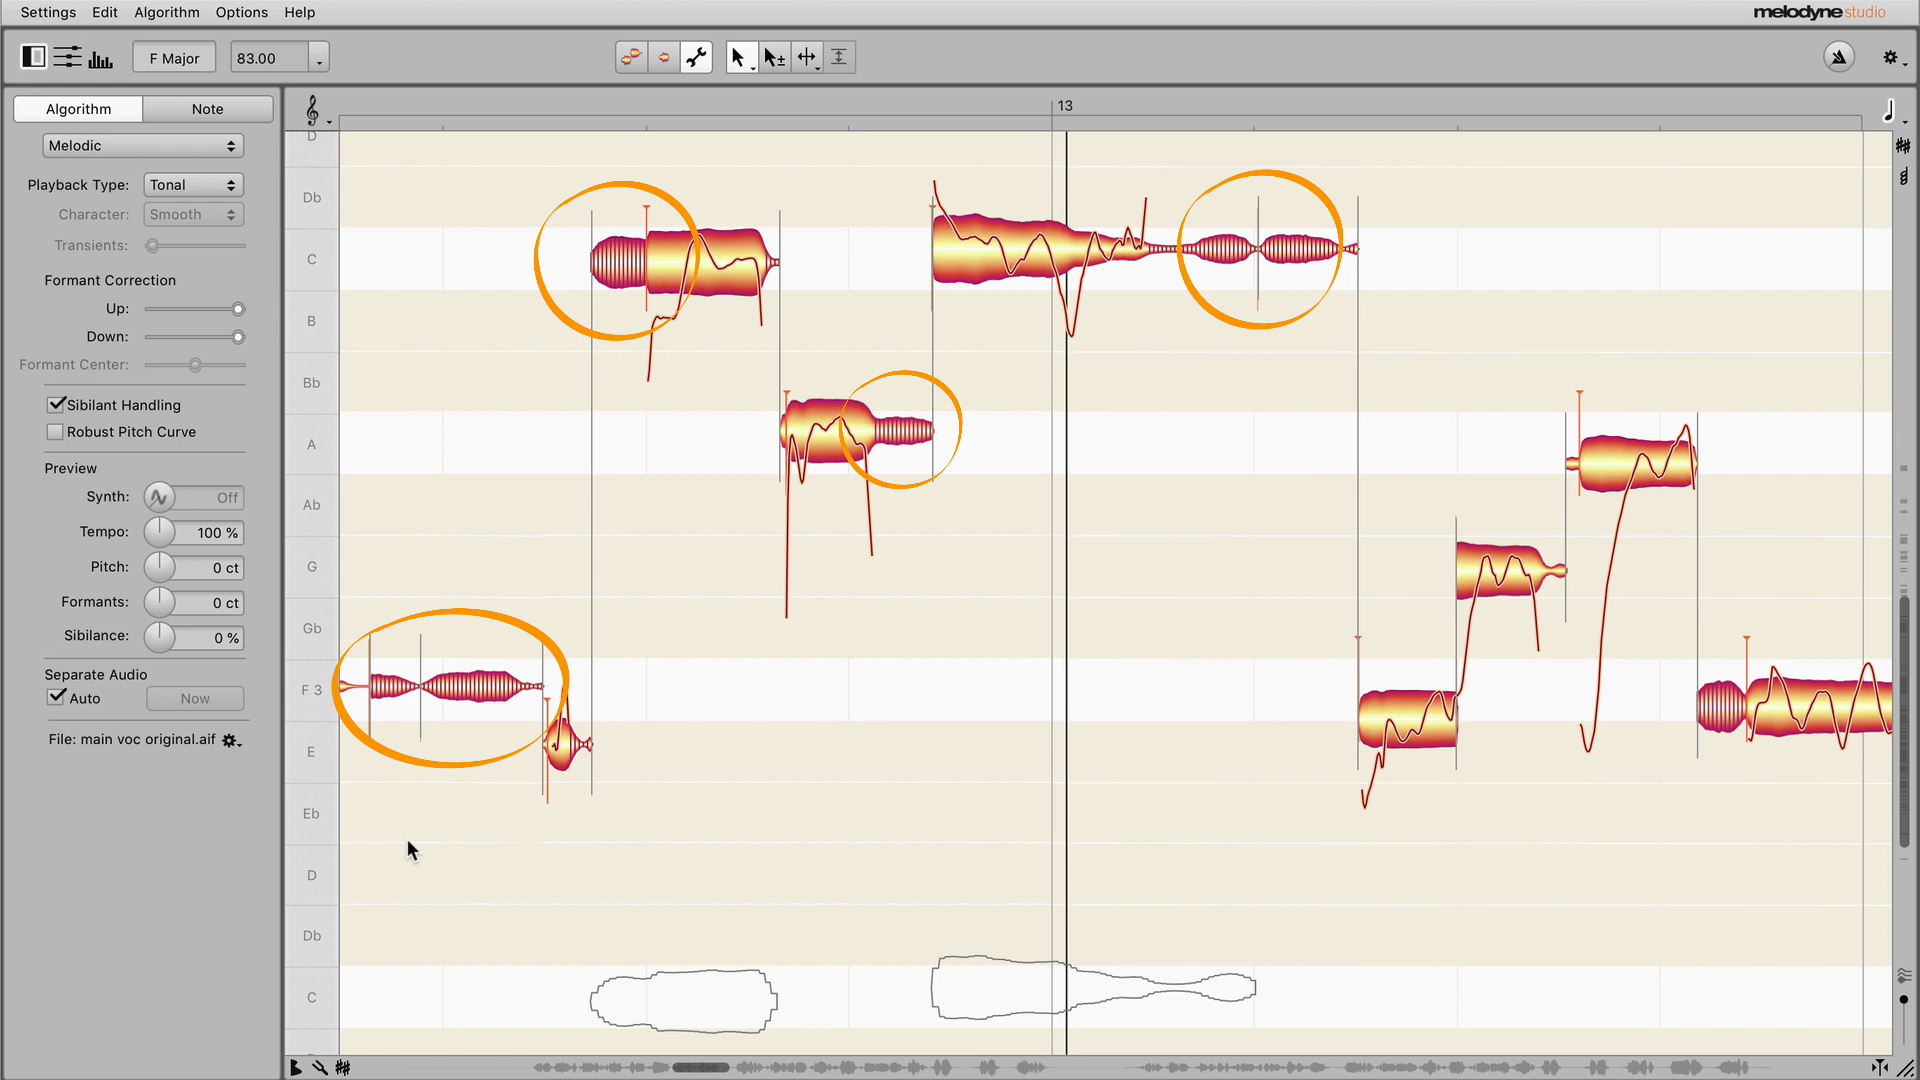 Settings Edit Algorithm Options Help
melodyne studio
F Major 83.00
Algorithm Note
13
Melodic
Playback Type: Tonal
Character: Smooth
Transients:
Formant Correction
Up:
Down:
Formant Center:
Sibilant Handling
Robust Pitch Curve
Preview
Synth: Off
Tempo: 100 %
Pitch: 0 ct
Formants: 0 ct
Sibilance: 0 %
Separate Audio
Auto Now
File: main voc original.aif
D
Db
C
B
Bb
A
Ab
G
Gb
F 3
E
Eb
D
Db
C